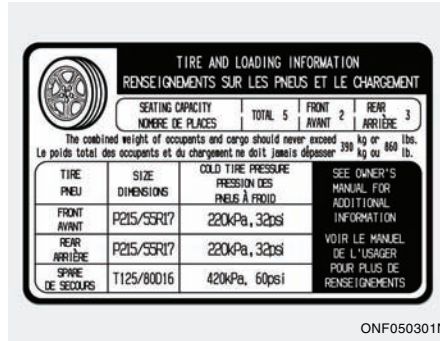 TIRE AND LOADING INFORMATION
RENSEIGNEMENTS SUR LES PNEUS ET LE CHARGEMENT
SEATING CAPACITY
NOMBRE DE PLACES
TOTAL 5
FRONT
AVANT
2
REAR
ARRIÈRE
3
The combined weight of occupants and cargo should never exceed 390 kg or 860 lbs.
Le poids total des occupants et du chargement ne doit jamais dépasser 390 kg ou 860 lb.
TIRE
PNEU
SIZE
DIMENSIONS
COLD TIRE PRESSURE
PRESSION DES
PNEUS À FROID
FRONT
AVANT
P215/55R17
220kPa, 32psi
REAR
ARRIÈRE
P215/55R17
220kPa, 32psi
SPARE
DE SECOURS
T125/80D16
420kPa, 60psi
SEE OWNER'S
MANUAL FOR
ADDITIONAL
INFORMATION
VOIR LE MANUEL
DE L'USAGER
POUR PLUS DE
RENSEIGNEMENTS
ONF050301N